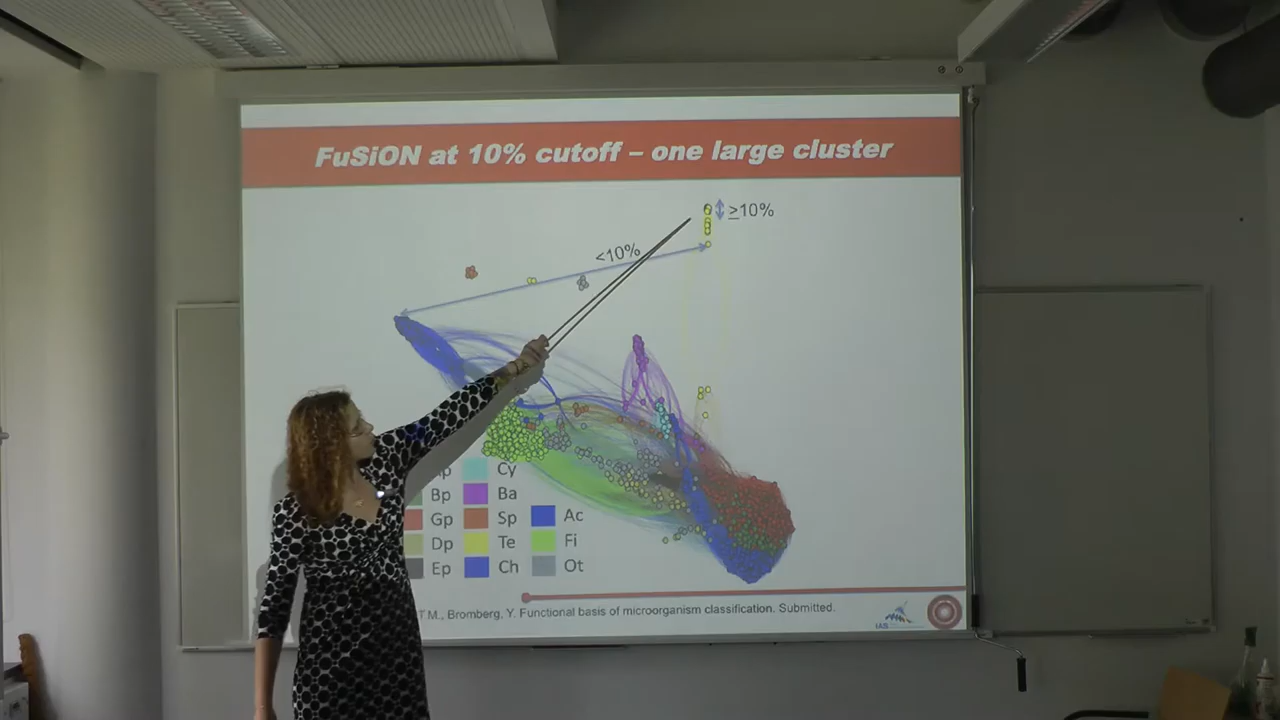 FuSiON at 10% cutoff – one large cluster
≥10%
<10%
Cy
Bp Ba
Gp Sp Ac
Dp Te Fi
Ep Ch Ot
M., Bromberg, Y. Functional basis of microorganism classification. Submitted.
IAS